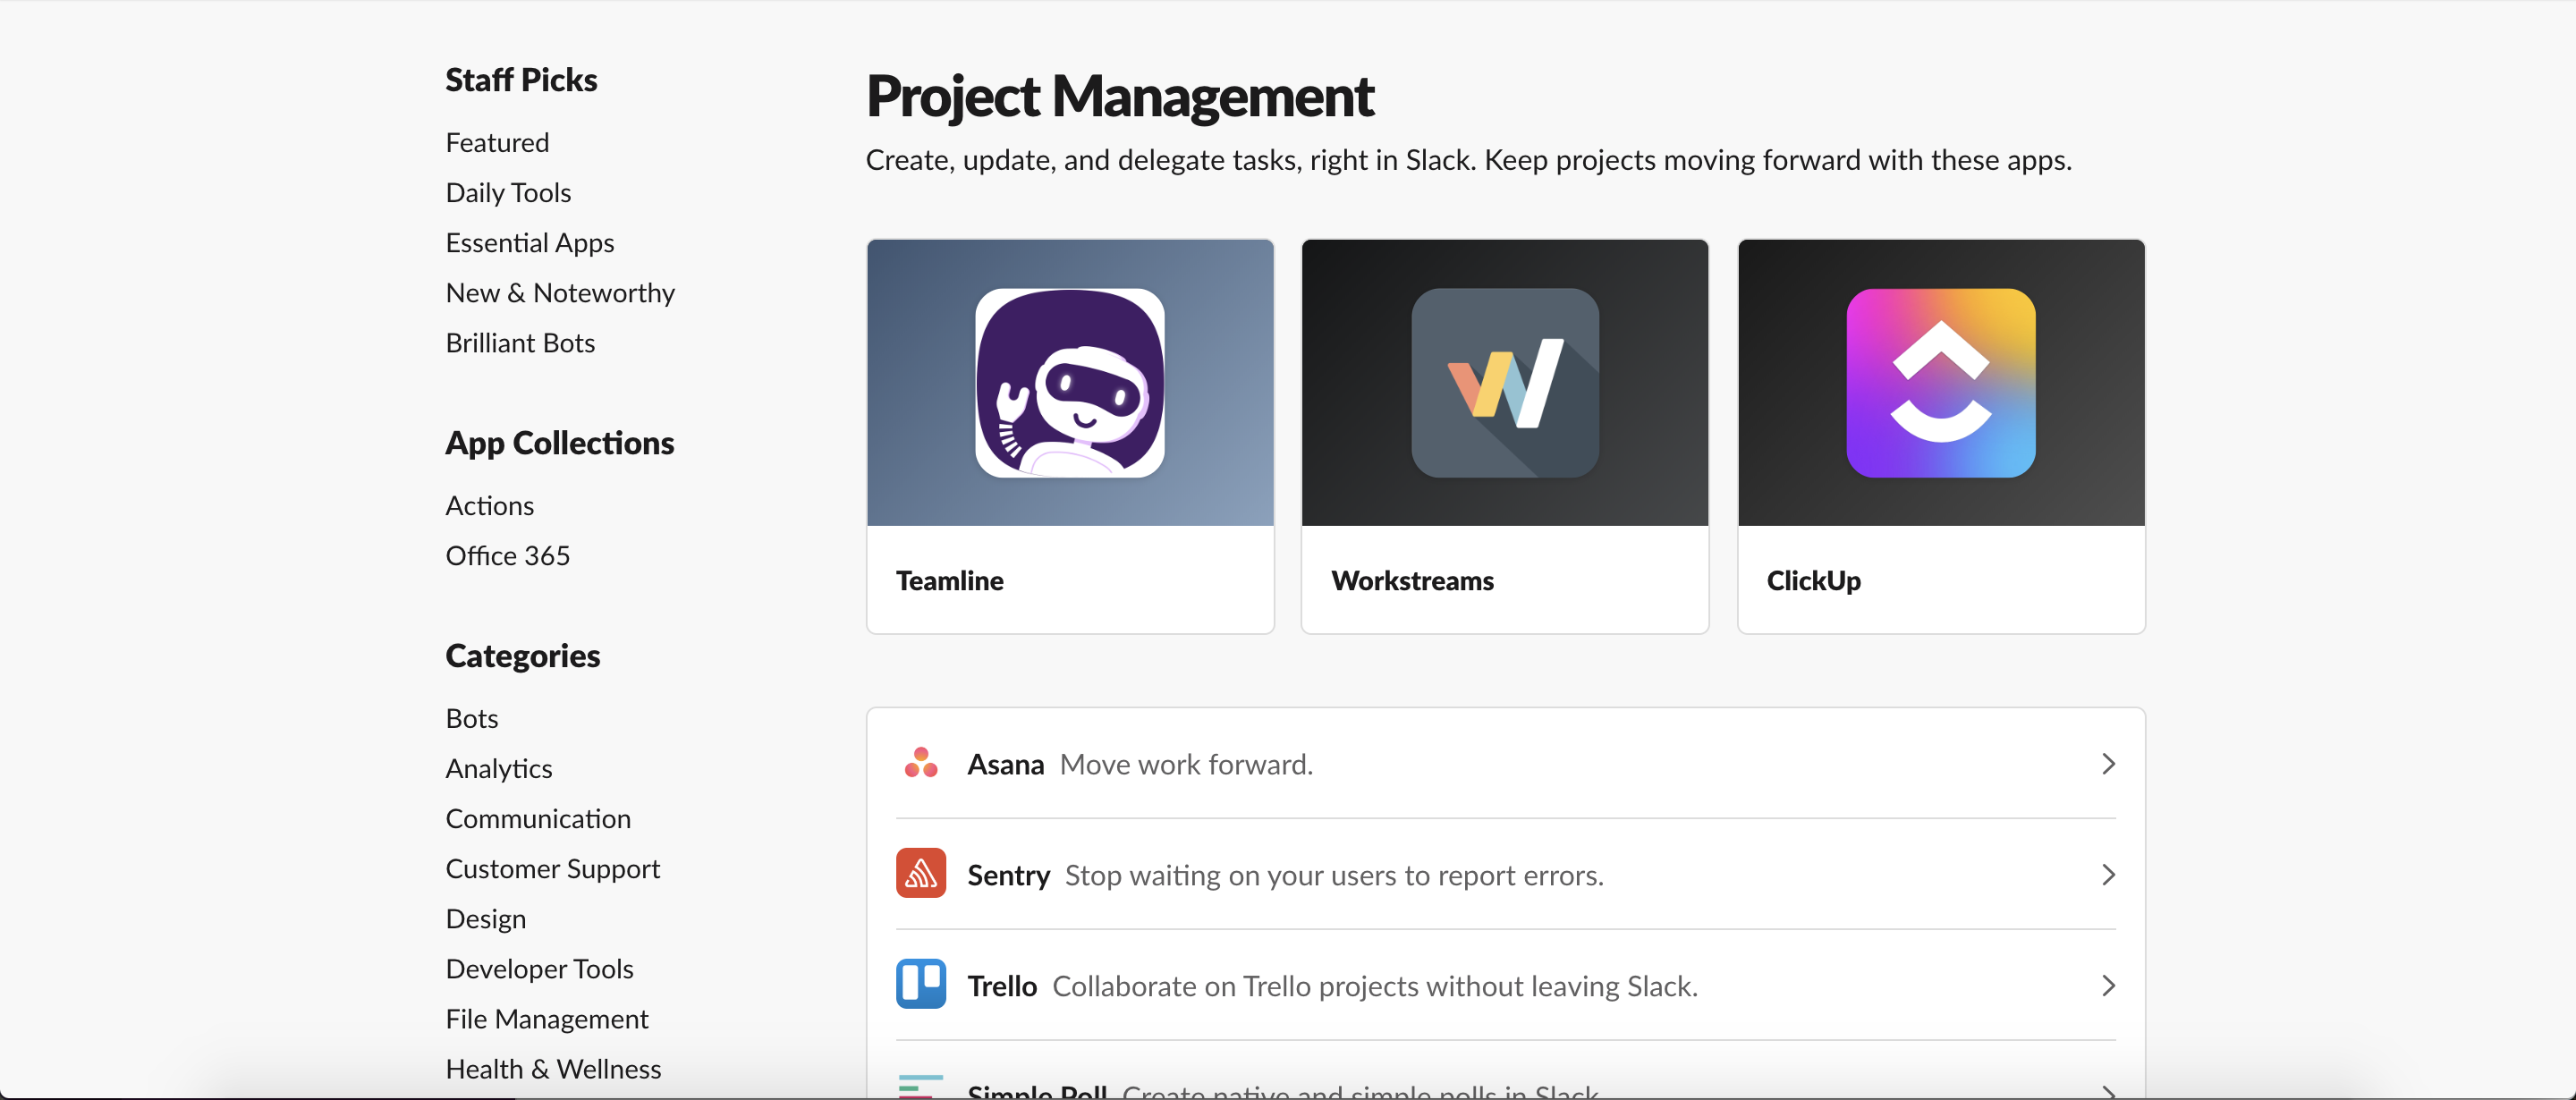 Staff Picks
Featured
Daily Tools
Essential Apps
New & Noteworthy
Brilliant Bots
App Collections
Actions
Office 365
Categories
Bots
Analytics
Communication
Customer Support
Design
Developer Tools
File Management
Health & Wellness
Project Management
Create, update, and delegate tasks, right in Slack. Keep projects moving forward with these apps.
Teamline
Workstreams
ClickUp
Asana Move work forward.
Sentry Stop waiting on your users to report errors.
Trello Collaborate on Trello projects without leaving Slack.
Simple Poll Create native and simple polls in Slack